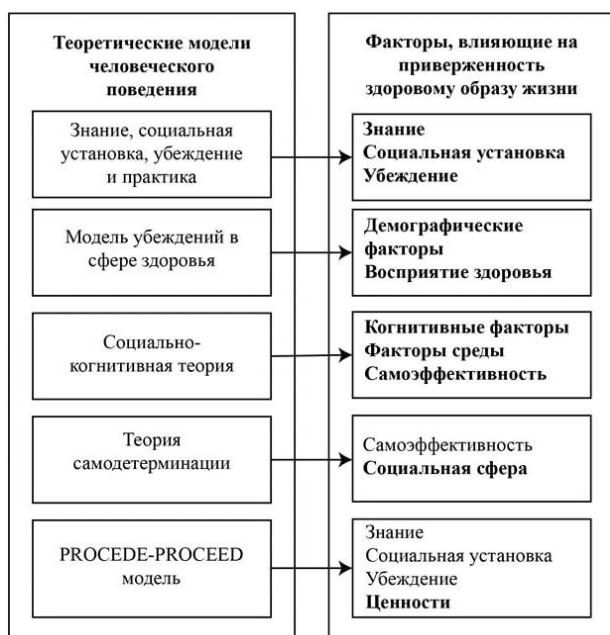 Теоретические модели
человеческого
поведения
Факторы, влияющие на
приверженность
здоровому образу жизни
Знание, социальная
установка, убеждение
и практика
Знание
Социальная установка
Убеждение
Модель убеждений в
сфере здоровья
Демографические
факторы
Восприятие здоровья
Социально-
когнитивная теория
Когнитивные факторы
Факторы среды
Самоэффективность
Теория
самодетерминации
Самоэффективность
Социальная сфера
PROCEDE-PROCEED
модель
Знание
Социальная установка
Убеждение
Ценности